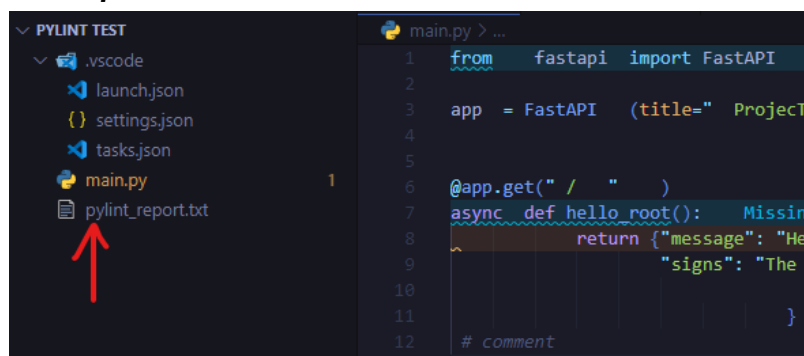 PYLINT TEST
.vscode
launch.json
{} settings.json
tasks.json
main.py 1
pylint_report.txt
main.py > ...
1 from fastapi import FastAPI
2
3 app = FastAPI (title=" ProjecT
4
5
6 @app.get(" / " )
7 async def hello_root(): Missin
8 return {"message": "He
9 "signs": "The
10
11 }
12 # comment